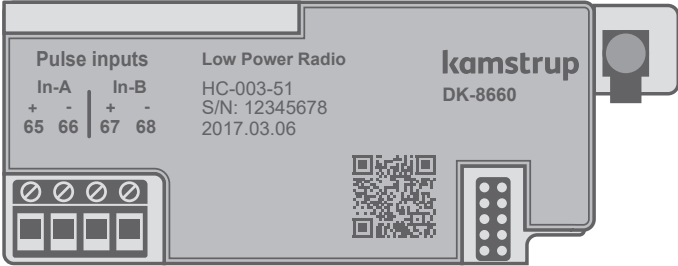 Pulse inputs
In-A In-B
+ - + -
65 66 67 68
Low Power Radio
HC-003-51
S/N: 12345678
2017.03.06
kamstrup
DK-8660